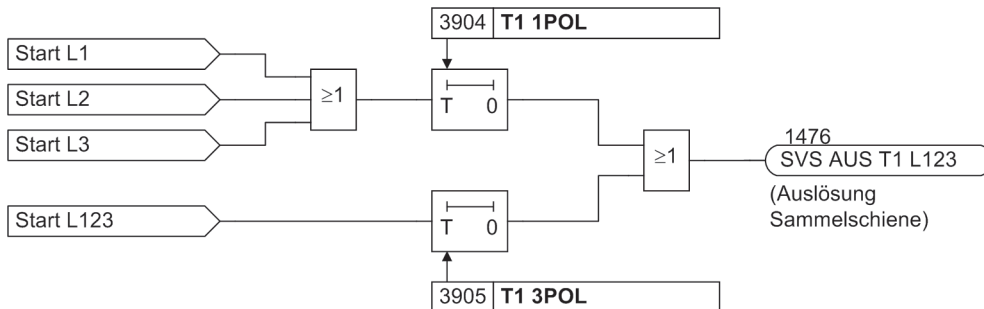 3904 T1 1POL
Start L1
Start L2
Start L3
≥1
T 0
≥1
1476
SVS AUS T1 L123
(Auslösung
Sammelschiene)
Start L123
T 0
3905 T1 3POL